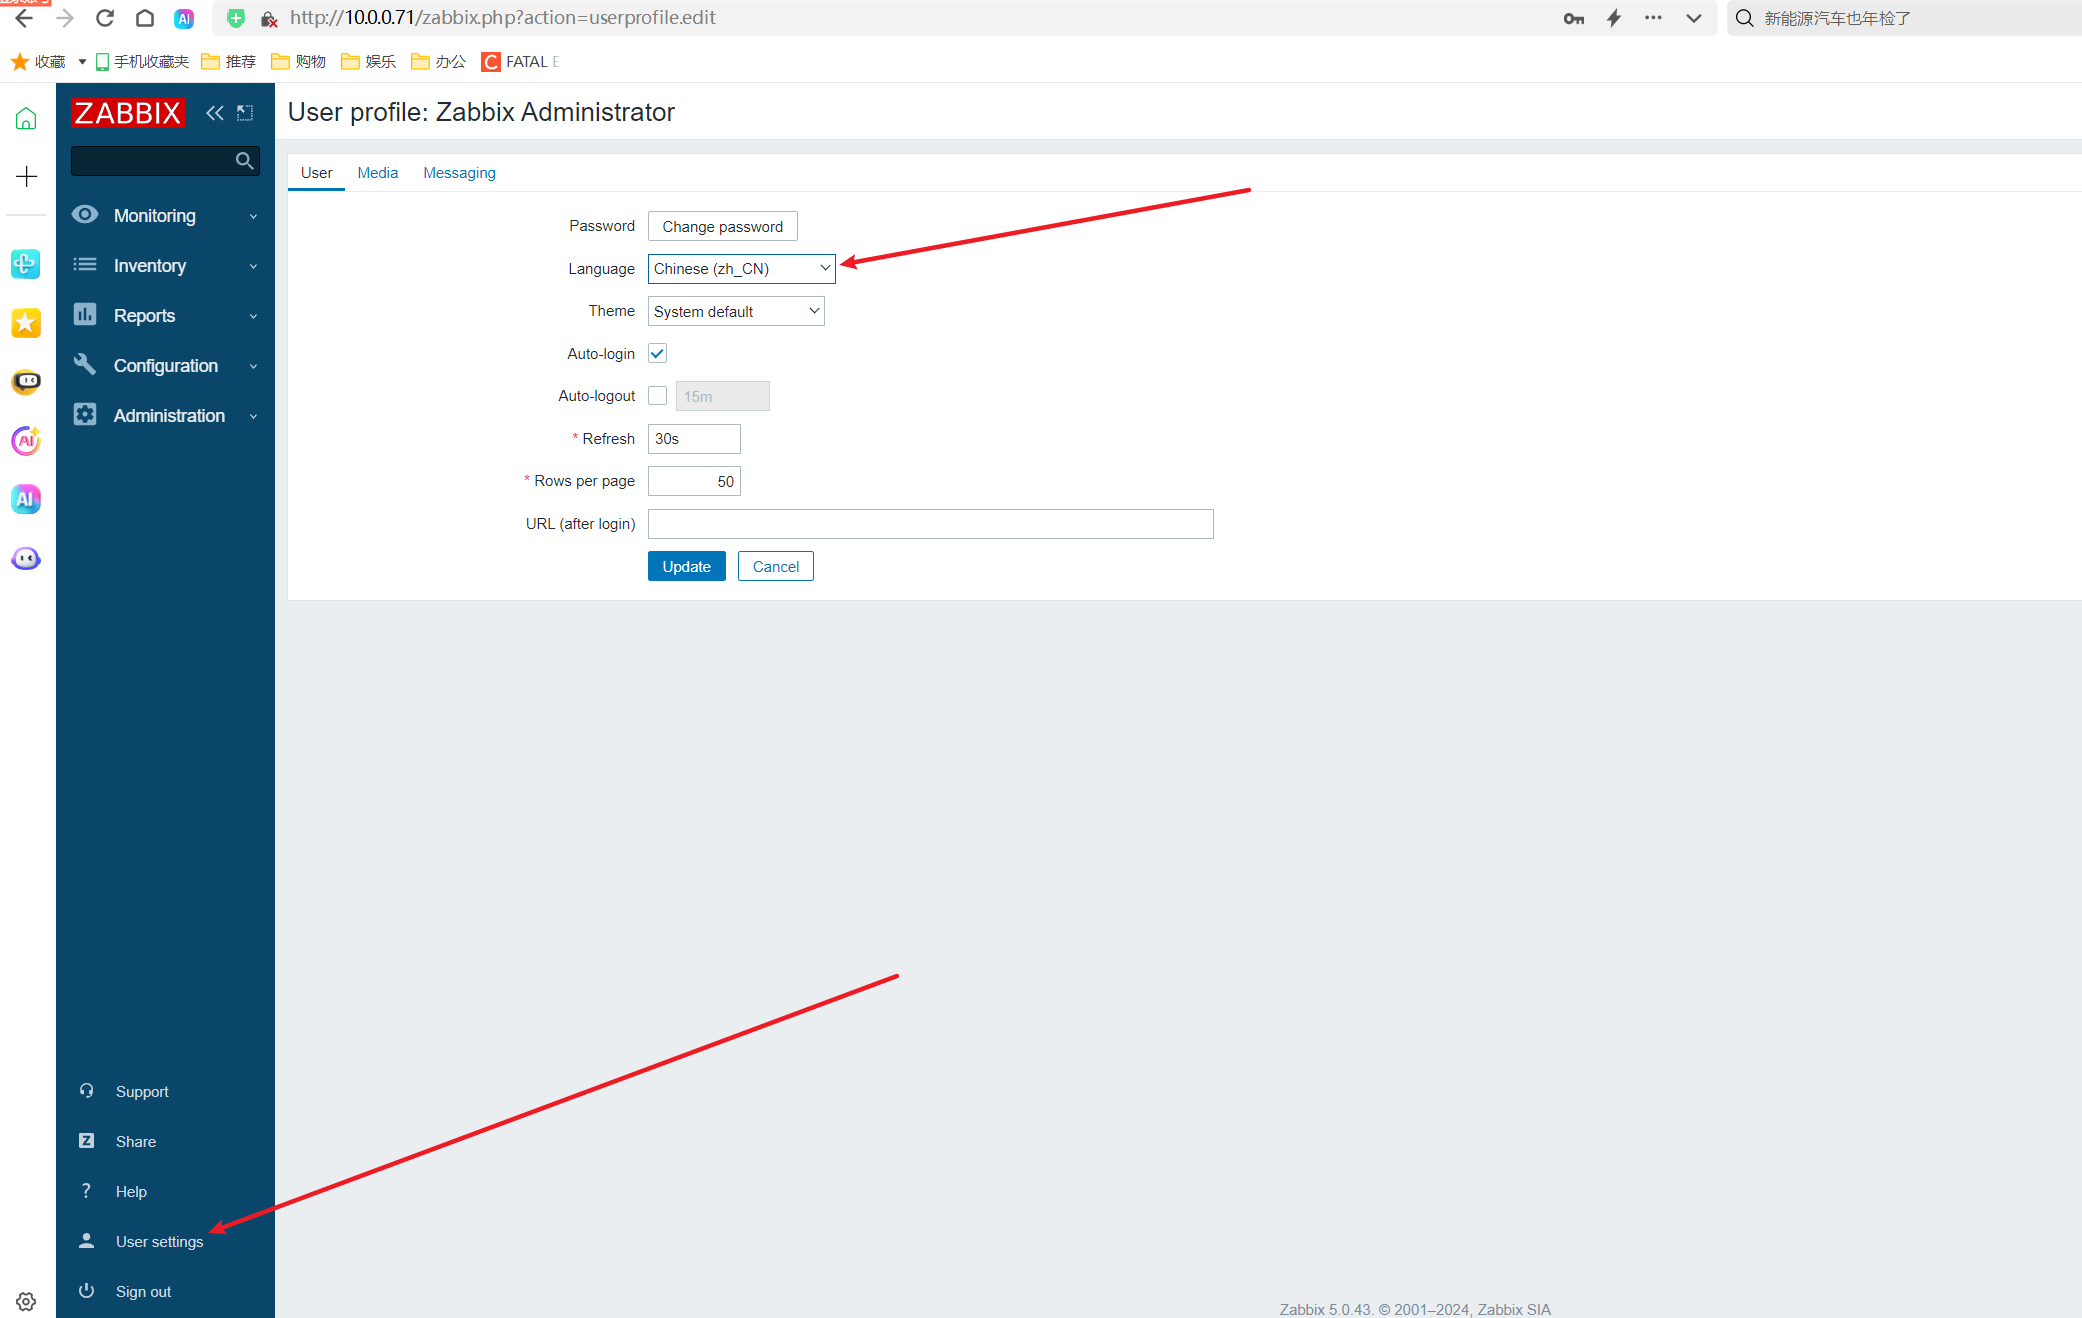 http://10.0.0.71/zabbix.php?action=userprofile.edit
新能源汽车也年检了
收藏 手机收藏夹 推荐 购物 娱乐 办公 FATAL E
ZABBIX
User profile: Zabbix Administrator
User Media Messaging
Monitoring
Inventory
Reports
Configuration
Administration
Password Change password
Language Chinese (zh_CN)
Theme System default
Auto-login
Auto-logout 15m
* Refresh 30s
* Rows per page 50
URL (after login)
Update Cancel
AI
AI
AI
Support
Share
Help
User settings
Sign out
Zabbix 5.0.43. © 2001–2024, Zabbix SIA